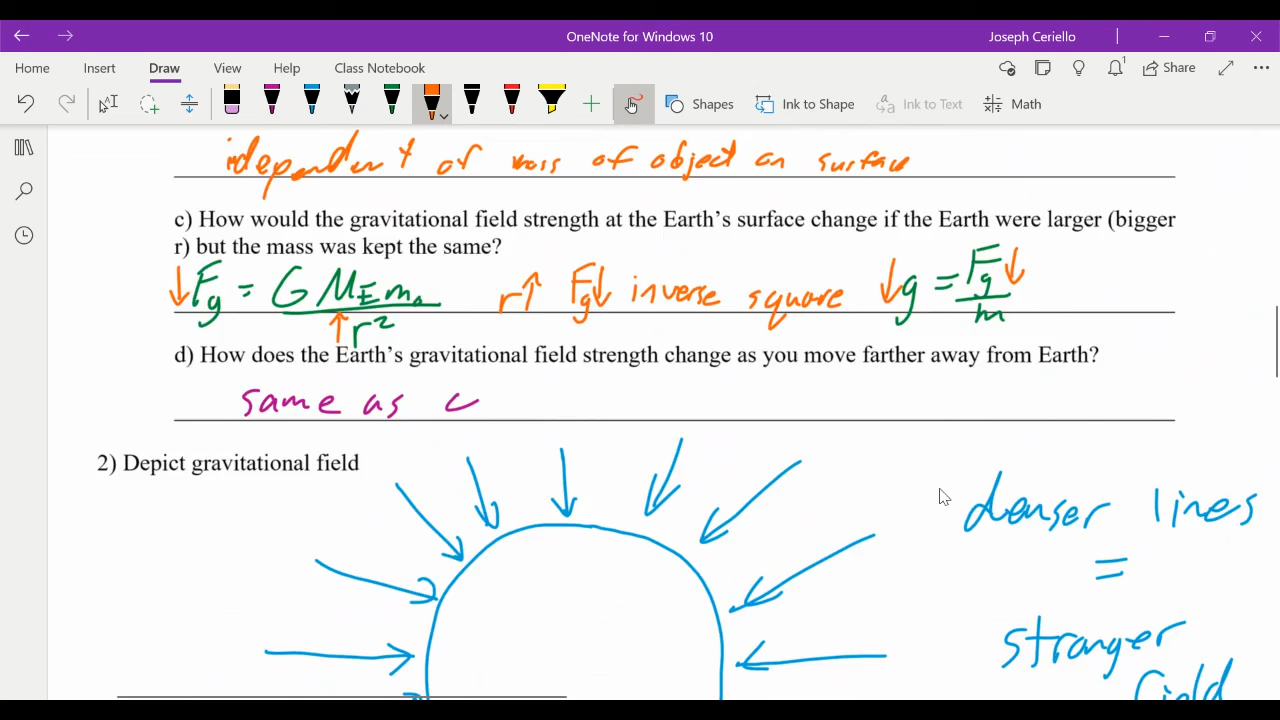 OneNote for Windows 10
Joseph Ceriello
Home Insert Draw View Help Class Notebook Share
Shapes Ink to Shape Ink to Text Math
idependent of mass of object on surface
c) How would the gravitational field strength at the Earth's surface change if the Earth were larger (bigger
r) but the mass was kept the same?
↓Fg = G ME mo / ↑r² r↑ Fg↓ inverse square ↓g = Fg↓ / m
d) How does the Earth's gravitational field strength change as you move farther away from Earth?
same as c
2) Depict gravitational field
denser lines
=
stronger
field